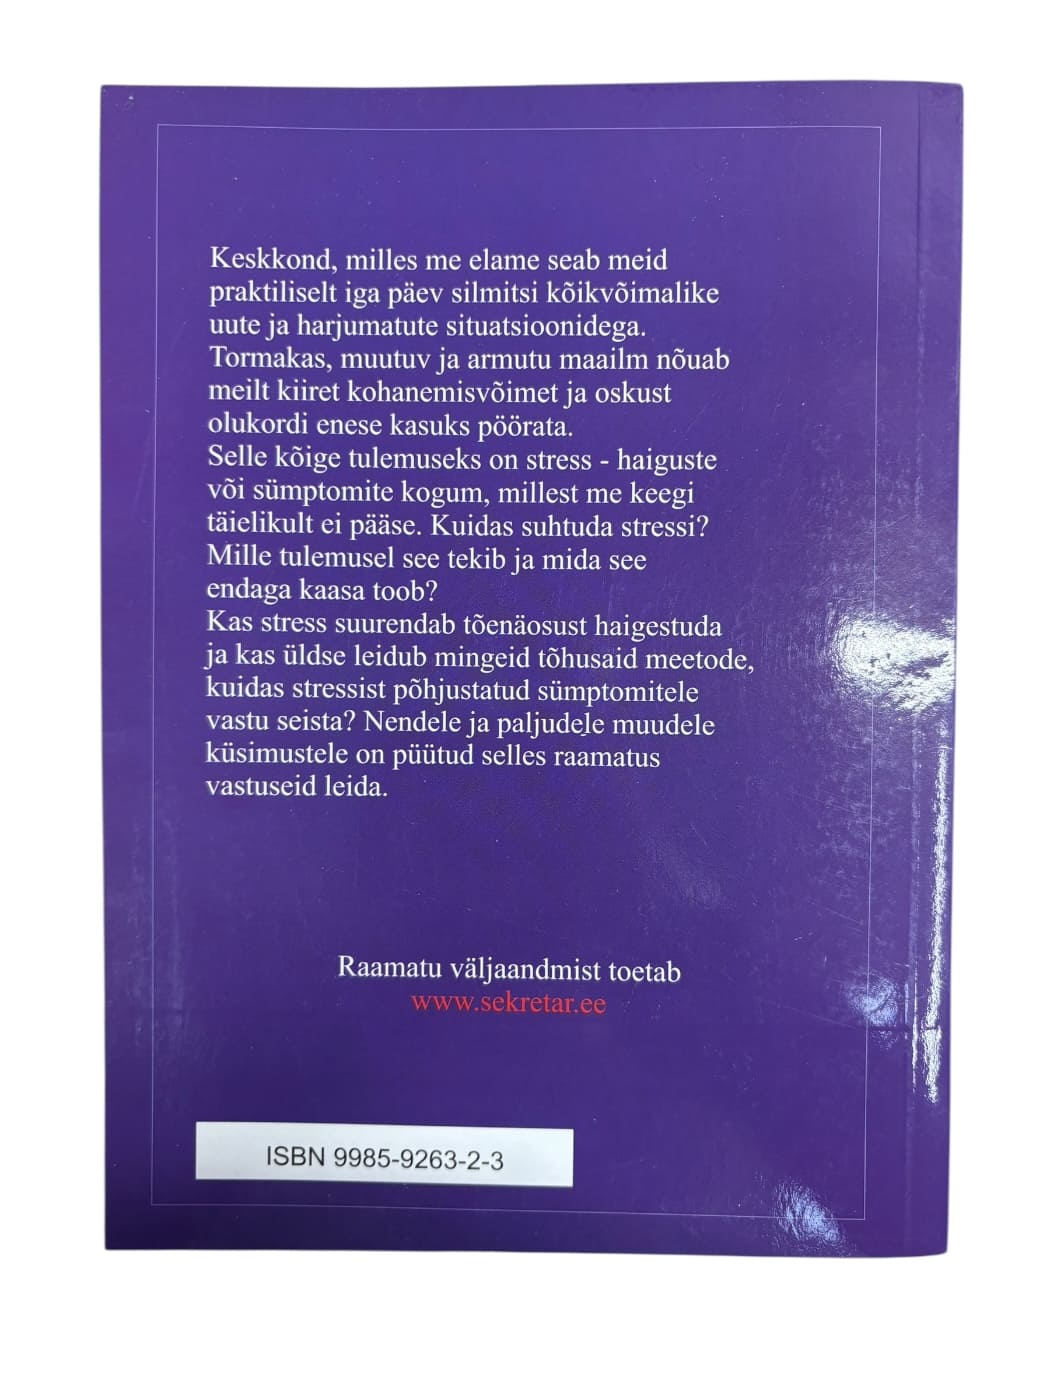 Keskkond, milles me elame seab meid
praktiliselt iga päev silmitsi kõikvõimalike
uute ja harjumatute situatsioonidega.
Tormakas, muutuv ja armutu maailm nõuab
meilt kiiret kohanemisvõimet ja oskust
olukordi enese kasuks pöörata.
Selle kõige tulemuseks on stress - haiguste
või sümptomite kogum, millest me keegi
täielikult ei pääse. Kuidas suhtuda stressi?
Mille tulemusel see tekib ja mida see
endaga kaasa toob?
Kas stress suurendab tõenäosust haigestuda
ja kas üldse leidub mingeid tõhusaid meetode,
kuidas stressist põhjustatud sümptomitele
vastu seista? Nendele ja paljudele muudele
küsimustele on püütud selles raamatus
vastuseid leida.
Raamatu väljaandmist toetab
www.sekretar.ee
ISBN 9985-9263-2-3